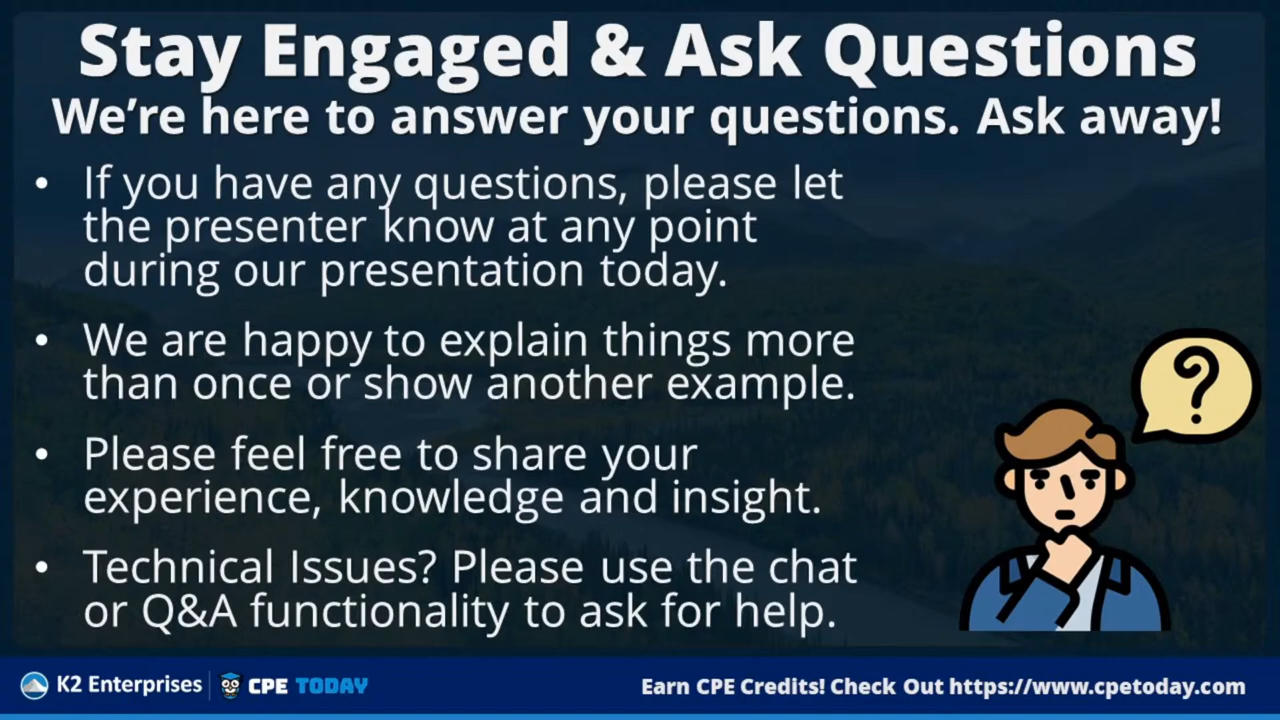 Stay Engaged & Ask Questions
We’re here to answer your questions. Ask away!
• If you have any questions, please let
the presenter know at any point
during our presentation today.
• We are happy to explain things more
than once or show another example.
• Please feel free to share your
experience, knowledge and insight.
• Technical Issues? Please use the chat
or Q&A functionality to ask for help.
?
K2 Enterprises | CPE TODAY
Earn CPE Credits! Check Out https://www.cpetoday.com